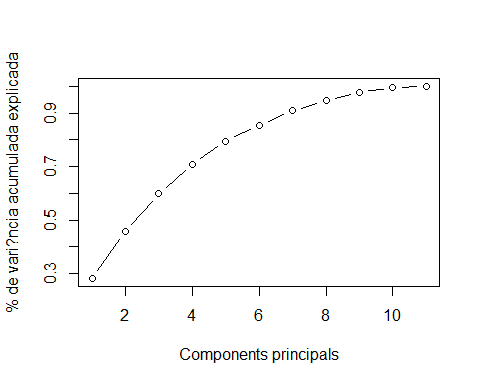 % de vari?ncia acumulada explicada
0.9
0.7
0.5
0.3
2 4 6 8 10
Components principals